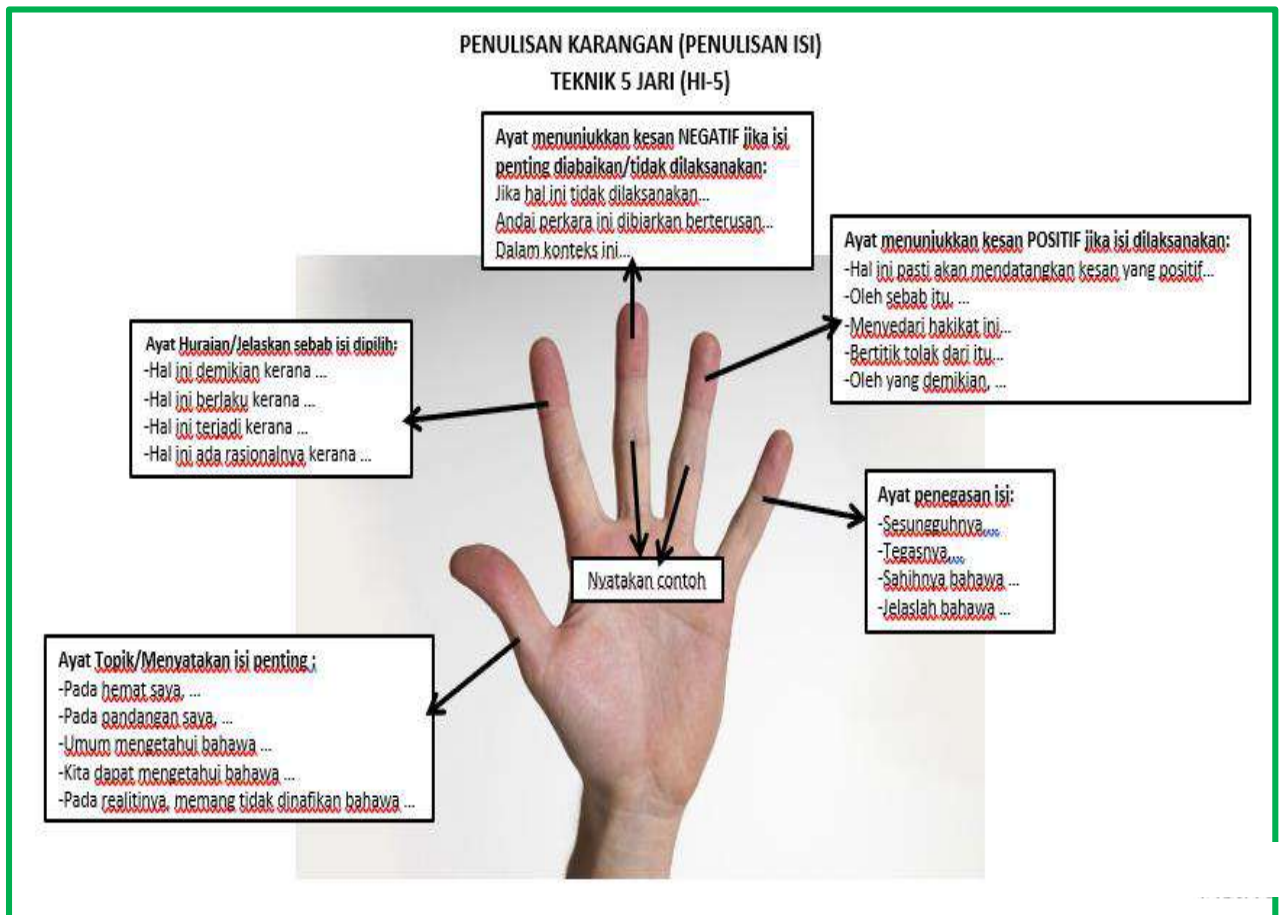 PENULISAN KARANGAN (PENULISAN ISI)
TEKNIK 5 JARI (HI-5)
Ayat menunjukkan kesan NEGATIF jika isi
penting diabaikan/tidak dilaksanakan:
Jika hal ini tidak dilaksanakan...
Andai perkara ini dibiarkan berterusan...
Dalam konteks ini...
Ayat menunjukkan kesan POSITIF jika isi dilaksanakan:
-Hal ini pasti akan mendatangkan kesan yang positif...
-Oleh sebab itu, ...
-Menyedari hakikat ini...
-Bertitik tolak dari itu...
-Oleh yang demikian, ...
Ayat Huraian/Jelaskan sebab isi dipilih:
-Hal ini demikian kerana ...
-Hal ini berlaku kerana ...
-Hal ini terjadi kerana ...
-Hal ini ada rasionalnya kerana ...
Ayat penegasan isi:
-Sesungguhnya,...
-Tegasnya,...
-Sahihnya bahawa ...
-Jelaslah bahawa ...
Nyatakan contoh
Ayat Topik/Menyatakan isi penting :
-Pada hemat saya, ...
-Pada pandangan saya, ...
-Umum mengetahui bahawa ...
-Kita dapat mengetahui bahawa ...
-Pada realitinya, memang tidak dinafikan bahawa ...